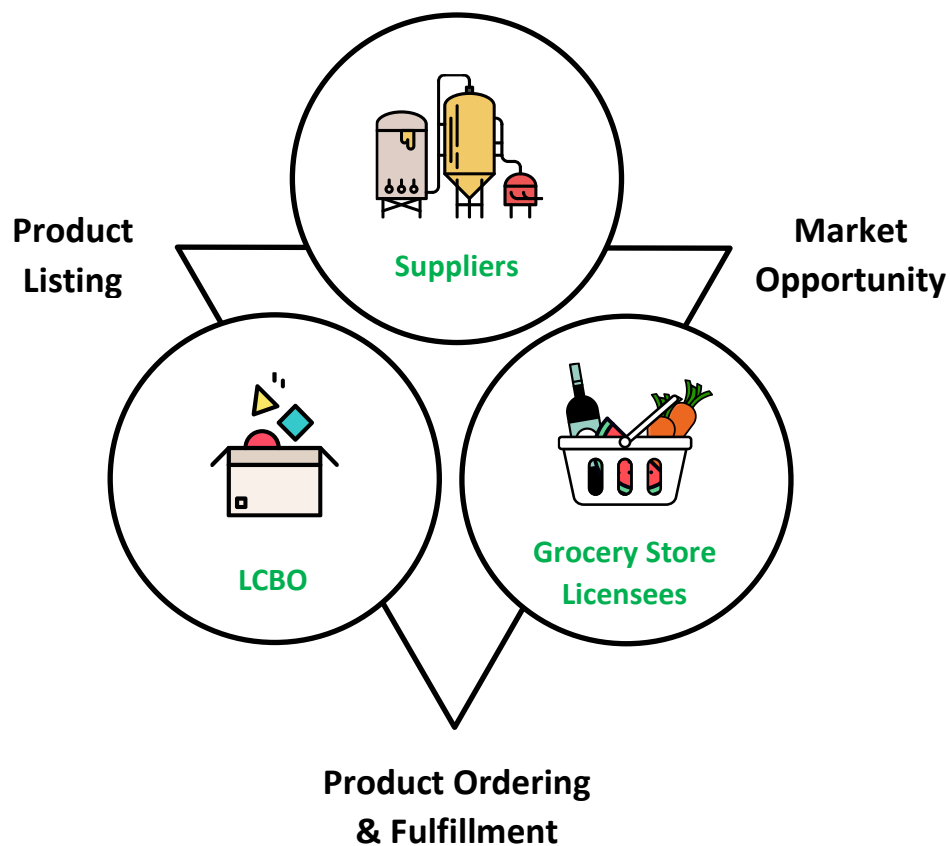 Suppliers
Product
Listing
Market
Opportunity
LCBO
Grocery Store
Licensees
Product Ordering
& Fulfillment